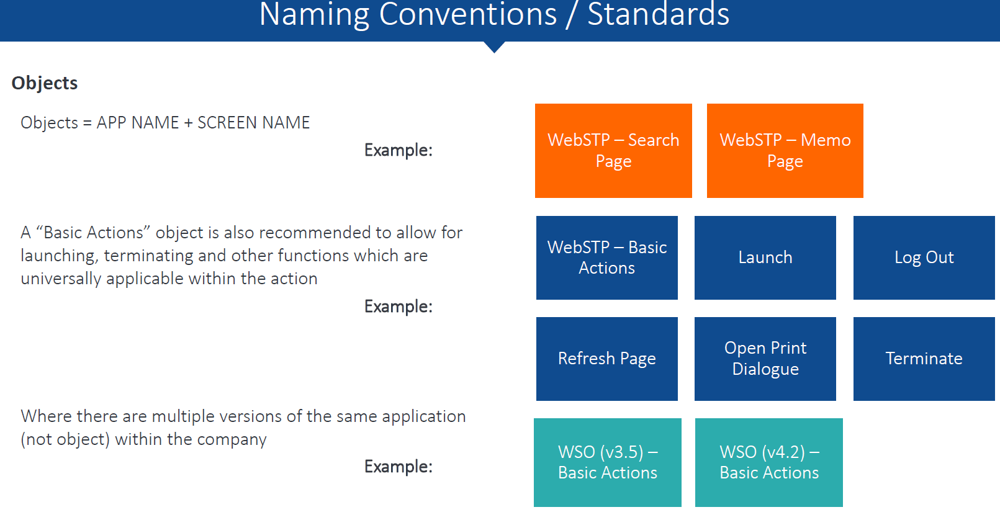 Naming Conventions / Standards
Objects
Objects = APP NAME + SCREEN NAME
Example:
WebSTP – Search
Page
WebSTP – Memo
Page
A “Basic Actions” object is also recommended to allow for
launching, terminating and other functions which are
universally applicable within the action
Example:
WebSTP – Basic
Actions
Launch
Log Out
Refresh Page
Open Print
Dialogue
Terminate
Where there are multiple versions of the same application
(not object) within the company
Example:
WSO (v3.5) –
Basic Actions
WSO (v4.2) –
Basic Actions